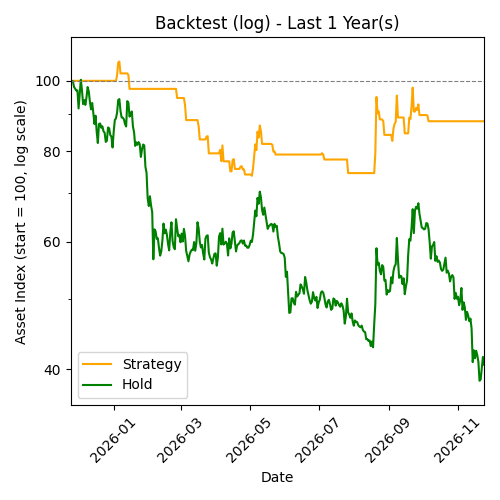 Backtest (log) - Last 1 Year(s)
Asset Index (start = 100, log scale)
100
80
60
40
Strategy
Hold
2026-01
2026-03
2026-05
2026-07
2026-09
2026-11
Date